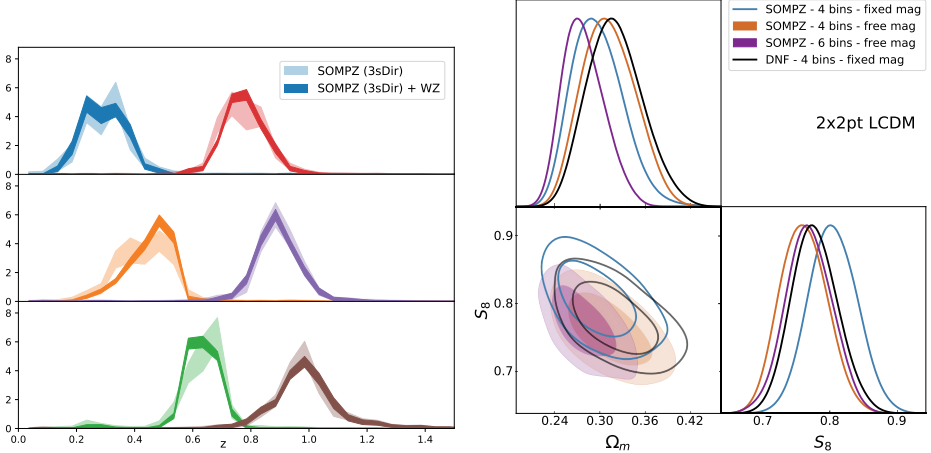 8
6
4
2
0
SOMPZ (3sDir)
SOMPZ (3sDir) + WZ
8
6
4
2
0
8
6
4
2
0
0.0 0.2 0.4 0.6 0.8 1.0 1.2 1.4
z
SOMPZ - 4 bins - fixed mag
SOMPZ - 4 bins - free mag
SOMPZ - 6 bins - free mag
DNF - 4 bins - fixed mag
2x2pt LCDM
0.9
0.8
0.7
S₈
0.24 0.30 0.36 0.42
Ωₘ
0.7 0.8 0.9
S₈